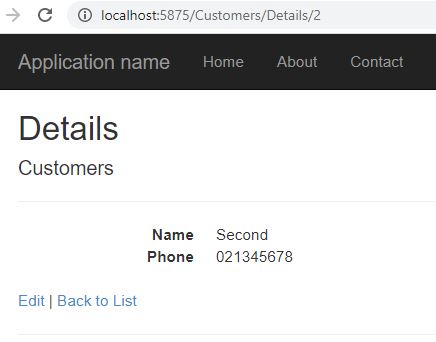 localhost:5875/Customers/Details/2
Application name Home About Contact
Details
Customers
Name Second
Phone 021345678
Edit | Back to List